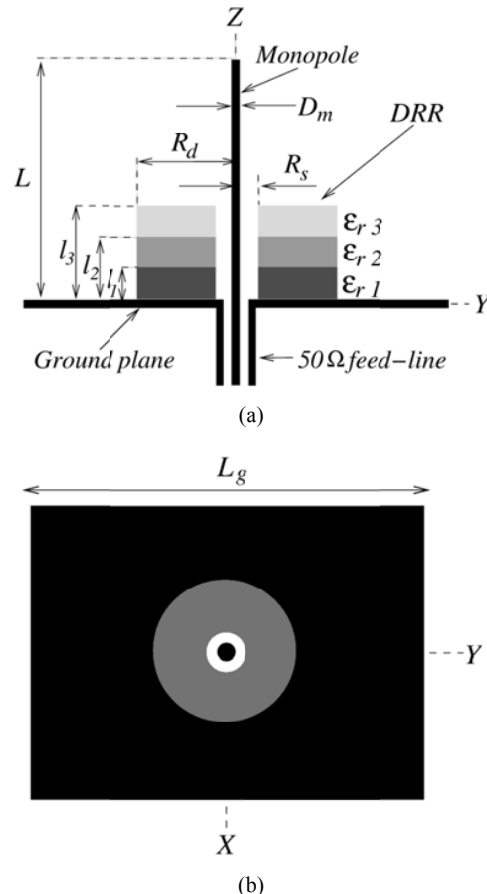 Z
Monopole
D_m
DRR
R_d
R_s
L
l_3
l_2
l_1
ε_r 3
ε_r 2
ε_r 1
Y
Ground plane
50 Ω feed-line
(a)
L_g
Y
X
(b)